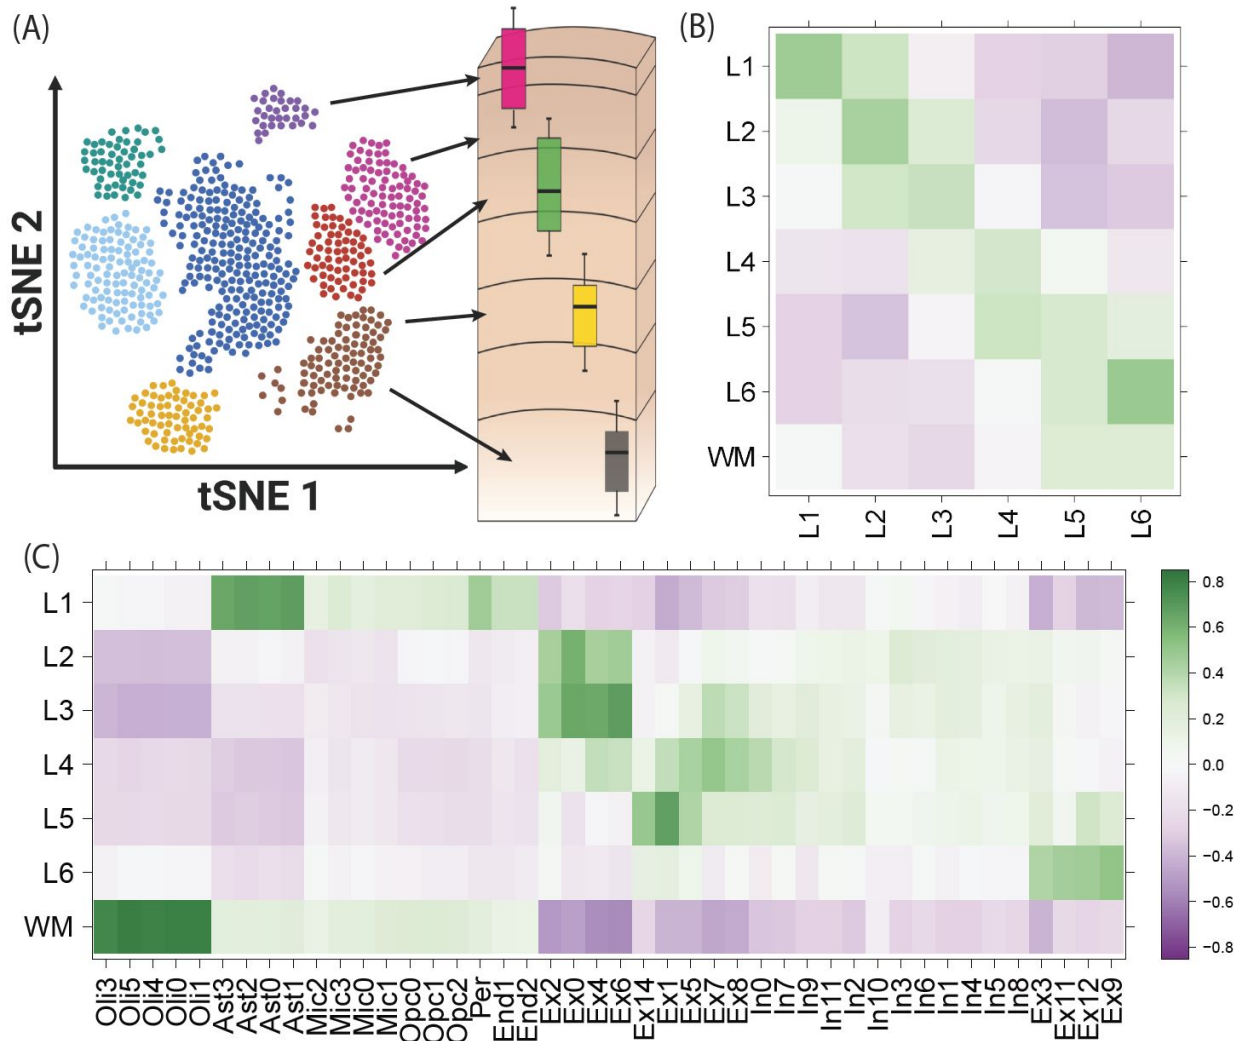 (A)
tSNE 2
tSNE 1
(B)
L1
L2
L3
L4
L5
L6
WM
L1
L2
L3
L4
L5
L6
(C)
L1
L2
L3
L4
L5
L6
WM
Oli3
Oli5
Oli4
Oli0
Oli1
Ast3
Ast2
Ast0
Ast1
Mic2
Mic3
Mic0
Mic1
Opc0
Opc1
Opc2
Per
End1
End2
Ex2
Ex0
Ex4
Ex6
Ex14
Ex1
Ex5
Ex7
Ex8
In0
In7
In9
In11
In2
In10
In3
In6
In1
In4
In5
In8
Ex3
Ex11
Ex12
Ex9
0.8
0.6
0.4
0.2
0.0
−0.2
−0.4
−0.6
−0.8